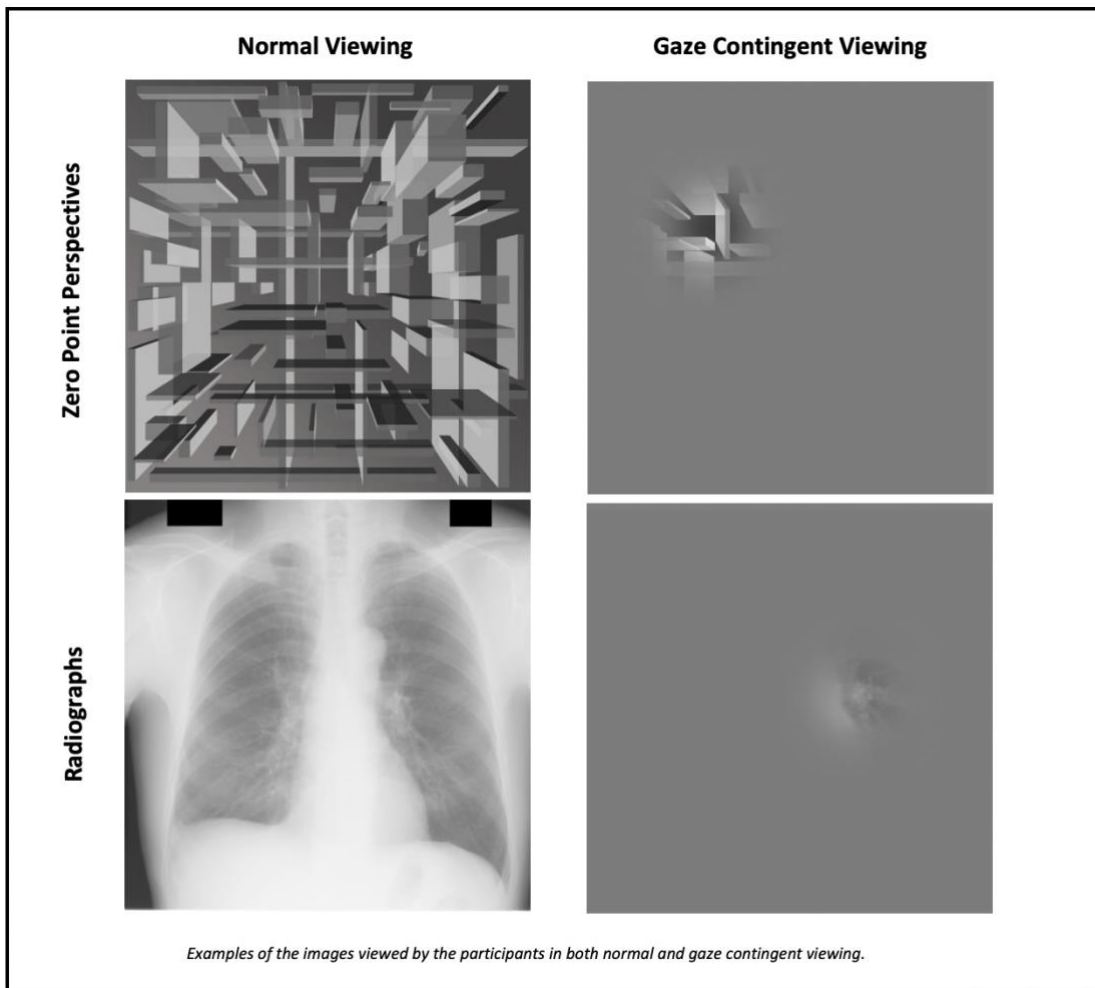 Normal Viewing
Gaze Contingent Viewing
Zero Point Perspectives
Radiographs
Examples of the images viewed by the participants in both normal and gaze contingent viewing.